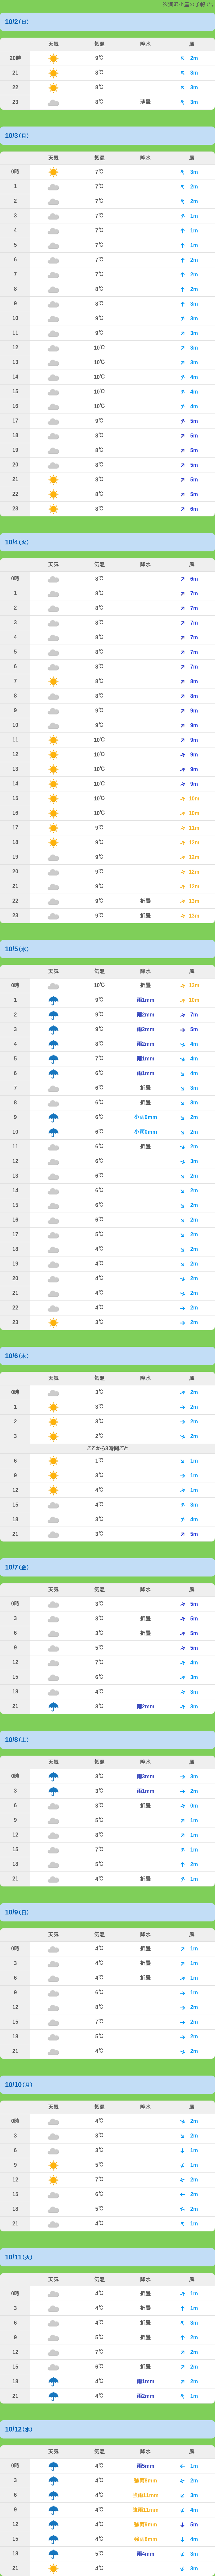 ※涸沢小屋の予報です
10/2(日)
天気 気温 降水 風
20時 9℃ 2m
21 8℃ 3m
22 8℃ 3m
23 8℃ 薄曇 3m
10/3(月)
天気 気温 降水 風
0時 7℃ 3m
1 7℃ 2m
2 7℃ 2m
3 7℃ 1m
4 7℃ 1m
5 7℃ 1m
6 7℃ 2m
7 7℃ 2m
8 8℃ 2m
9 8℃ 3m
10 9℃ 3m
11 9℃ 3m
12 10℃ 3m
13 10℃ 3m
14 10℃ 4m
15 10℃ 4m
16 10℃ 4m
17 9℃ 5m
18 8℃ 5m
19 8℃ 5m
20 8℃ 5m
21 8℃ 5m
22 8℃ 5m
23 8℃ 6m
10/4(火)
天気 気温 降水 風
0時 8℃ 6m
1 8℃ 7m
2 8℃ 7m
3 8℃ 7m
4 8℃ 7m
5 8℃ 7m
6 8℃ 7m
7 8℃ 8m
8 8℃ 8m
9 9℃ 9m
10 9℃ 9m
11 10℃ 9m
12 10℃ 9m
13 10℃ 9m
14 10℃ 9m
15 10℃ 10m
16 10℃ 10m
17 9℃ 11m
18 9℃ 12m
19 9℃ 12m
20 9℃ 12m
21 9℃ 12m
22 9℃ 折曇 13m
23 9℃ 折曇 13m
10/5(水)
天気 気温 降水 風
0時 10℃ 折曇 13m
1 9℃ 雨1mm 10m
2 9℃ 雨2mm 7m
3 9℃ 雨2mm 5m
4 8℃ 雨2mm 4m
5 7℃ 雨1mm 4m
6 6℃ 雨1mm 4m
7 6℃ 折曇 3m
8 6℃ 折曇 3m
9 6℃ 小雨0mm 2m
10 6℃ 小雨0mm 2m
11 6℃ 折曇 2m
12 6℃ 3m
13 6℃ 2m
14 6℃ 2m
15 6℃ 2m
16 6℃ 2m
17 5℃ 2m
18 4℃ 2m
19 4℃ 2m
20 4℃ 2m
21 4℃ 2m
22 4℃ 2m
23 3℃ 2m
10/6(木)
天気 気温 降水 風
0時 3℃ 2m
1 3℃ 2m
2 3℃ 2m
3 2℃ 2m
ここから3時間ごと
6 1℃ 1m
9 3℃ 1m
12 4℃ 1m
15 4℃ 3m
18 3℃ 4m
21 3℃ 5m
10/7(金)
天気 気温 降水 風
0時 3℃ 5m
3 3℃ 折曇 5m
6 3℃ 折曇 5m
9 5℃ 5m
12 7℃ 4m
15 6℃ 3m
18 4℃ 3m
21 3℃ 雨2mm 3m
10/8(土)
天気 気温 降水 風
0時 3℃ 雨3mm 3m
3 3℃ 雨1mm 2m
6 3℃ 折曇 0m
9 5℃ 1m
12 8℃ 1m
15 7℃ 1m
18 5℃ 2m
21 4℃ 折曇 1m
10/9(日)
天気 気温 降水 風
0時 4℃ 折曇 1m
3 4℃ 折曇 1m
6 4℃ 折曇 1m
9 6℃ 1m
12 8℃ 2m
15 7℃ 2m
18 5℃ 2m
21 4℃ 2m
10/10(月)
天気 気温 降水 風
0時 4℃ 2m
3 3℃ 2m
6 3℃ 1m
9 5℃ 1m
12 7℃ 2m
15 6℃ 2m
18 5℃ 2m
21 4℃ 1m
10/11(火)
天気 気温 降水 風
0時 4℃ 折曇 1m
3 4℃ 折曇 1m
6 4℃ 折曇 3m
9 5℃ 折曇 2m
12 7℃ 2m
15 6℃ 折曇 2m
18 4℃ 雨1mm 2m
21 4℃ 雨2mm 1m
10/12(水)
天気 気温 降水 風
0時 4℃ 雨5mm 1m
3 4℃ 強雨8mm 2m
6 4℃ 強雨11mm 3m
9 4℃ 強雨11mm 4m
12 4℃ 強雨9mm 5m
15 4℃ 強雨8mm 4m
18 5℃ 雨4mm 3m
21 4℃ 3m